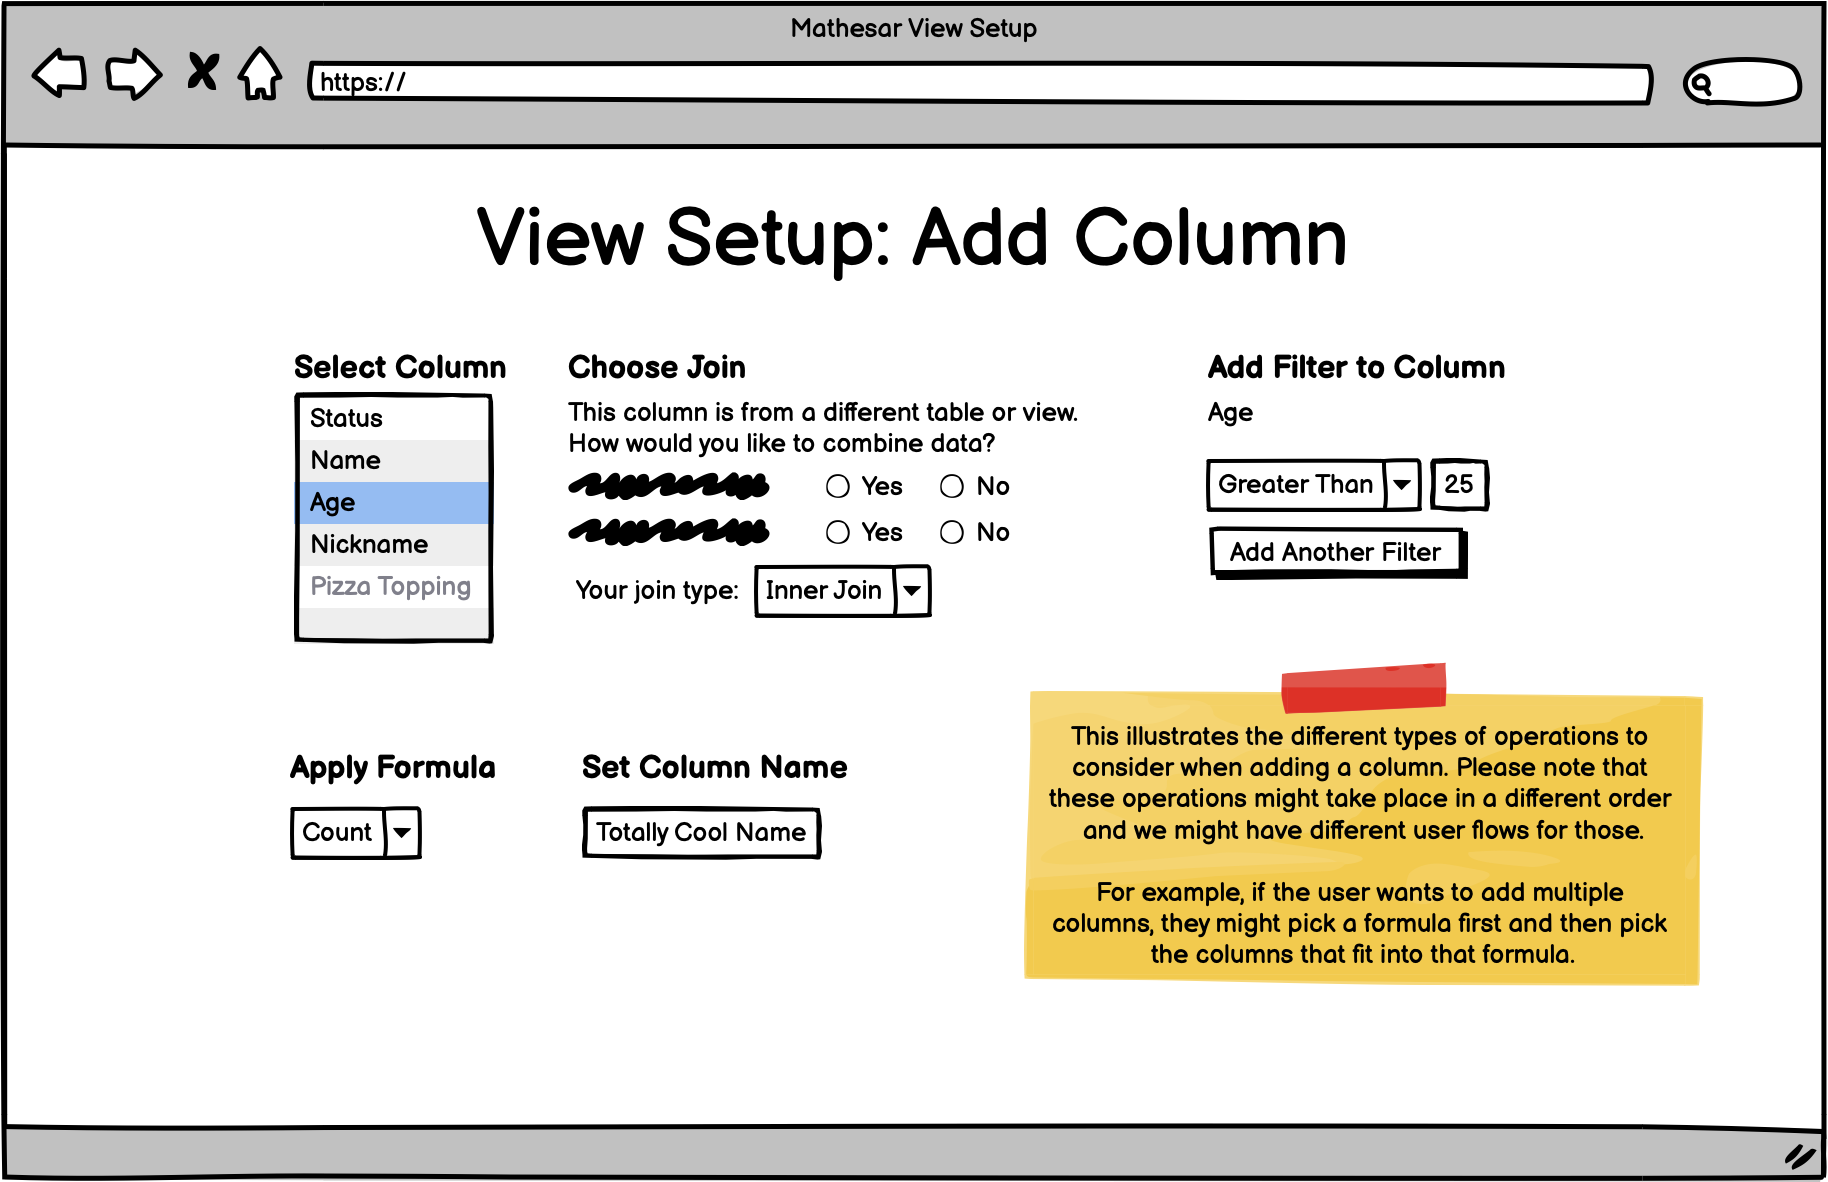 Mathesar View Setup
https://
View Setup: Add Column
Select Column
Status
Name
Age
Nickname
Pizza Topping
Choose Join
This column is from a different table or view.
How would you like to combine data?
Yes No
Yes No
Your join type: Inner Join
Add Filter to Column
Age
Greater Than 25
Add Another Filter
Apply Formula
Count
Set Column Name
Totally Cool Name
This illustrates the different types of operations to
consider when adding a column. Please note that
these operations might take place in a different order
and we might have different user flows for those.
For example, if the user wants to add multiple
columns, they might pick a formula first and then pick
the columns that fit into that formula.